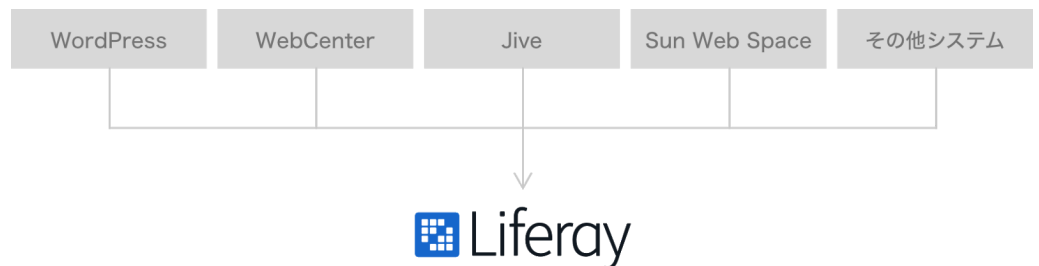 WordPress
WebCenter
Jive
Sun Web Space
その他システム
Liferay